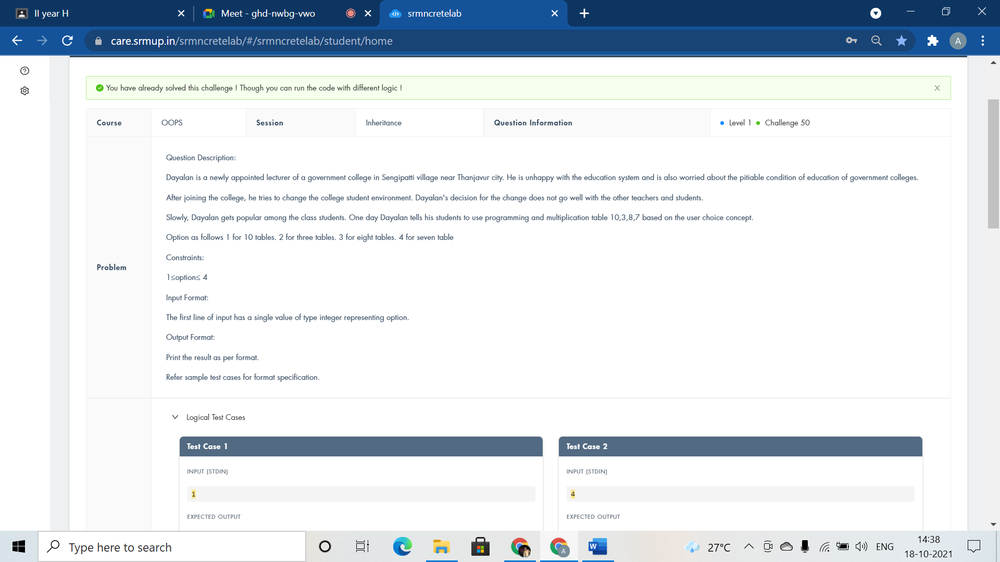 II year H
Meet - ghd-nwbg-vwo
srmncretelab
care.srmup.in/srmncretelab/#/srmncretelab/student/home
A
You have already solved this challenge ! Though you can run the code with different logic !
Course OOPS Session Inheritance Question Information Level 1 Challenge 50
Problem
Question Description:
Dayalan is a newly appointed lecturer of a government college in Sengipatti village near Thanjavur city. He is unhappy with the education system and is also worried about the pitiable condition of education of government colleges.
After joining the college, he tries to change the college student environment. Dayalan's decision for the change does not go well with the other teachers and students.
Slowly, Dayalan gets popular among the class students. One day Dayalan tells his students to use programming and multiplication table 10,3,8,7 based on the user choice concept.
Option as follows 1 for 10 tables. 2 for three tables. 3 for eight tables. 4 for seven table
Constraints:
1≤option≤ 4
Input Format:
The first line of input has a single value of type integer representing option.
Output Format:
Print the result as per format.
Refer sample test cases for format specification.
Logical Test Cases
Test Case 1
INPUT (STDIN)
1
EXPECTED OUTPUT
Test Case 2
INPUT (STDIN)
4
EXPECTED OUTPUT
Type here to search
A
W
27°C
ENG
14:38
18-10-2021